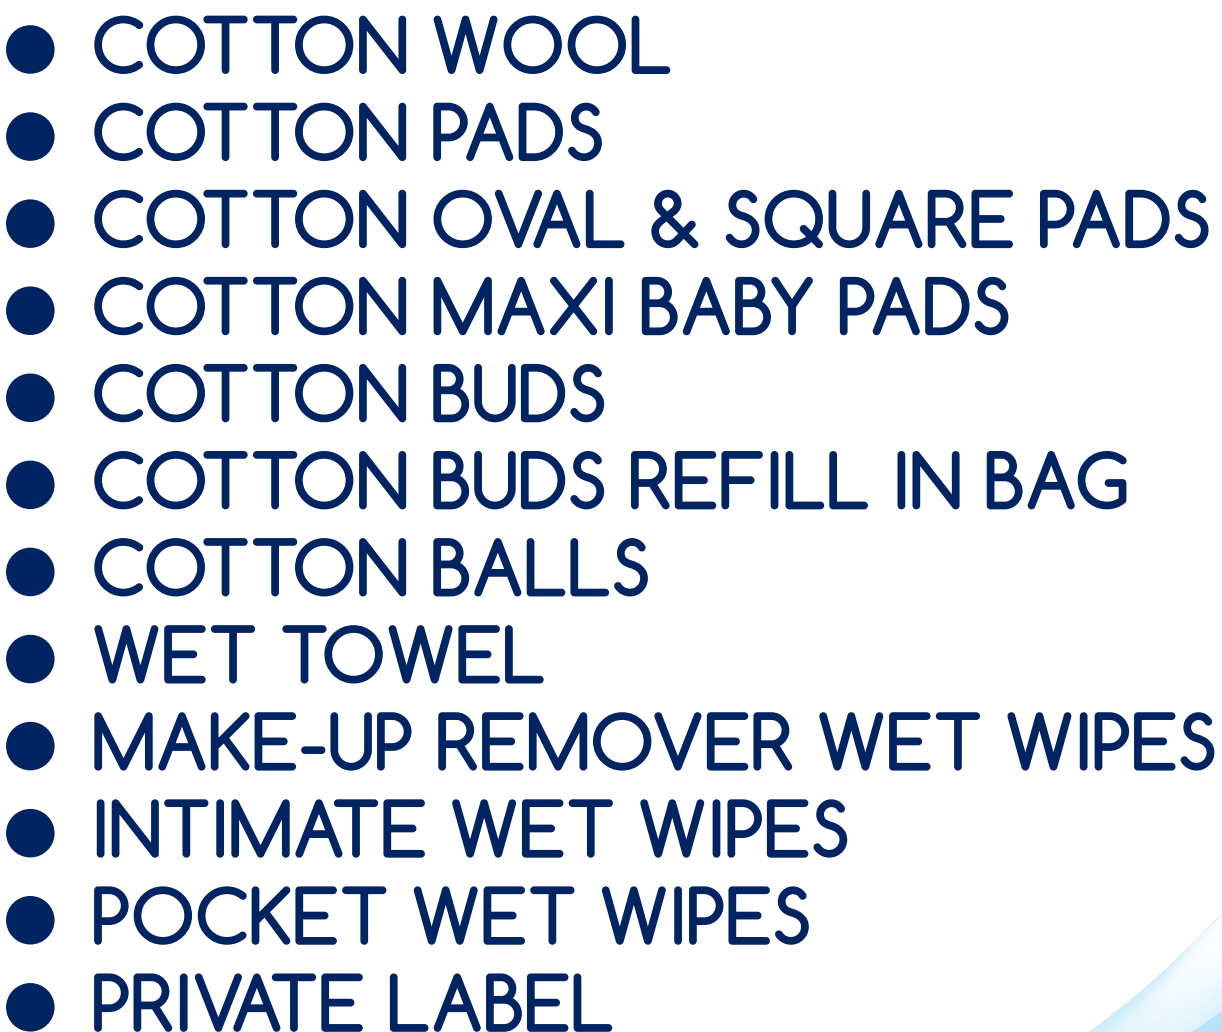 ● COTTON WOOL
● COTTON PADS
● COTTON OVAL & SQUARE PADS
● COTTON MAXI BABY PADS
● COTTON BUDS
● COTTON BUDS REFILL IN BAG
● COTTON BALLS
● WET TOWEL
● MAKE-UP REMOVER WET WIPES
● INTIMATE WET WIPES
● POCKET WET WIPES
● PRIVATE LABEL